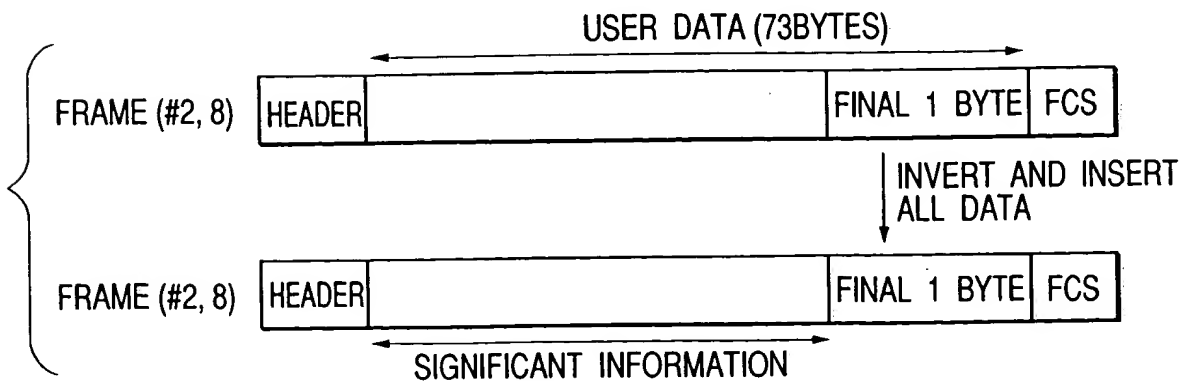 USER DATA (73BYTES)
FRAME (#2, 8) HEADER FINAL 1 BYTE FCS
INVERT AND INSERT
ALL DATA
FRAME (#2, 8) HEADER FINAL 1 BYTE FCS
SIGNIFICANT INFORMATION